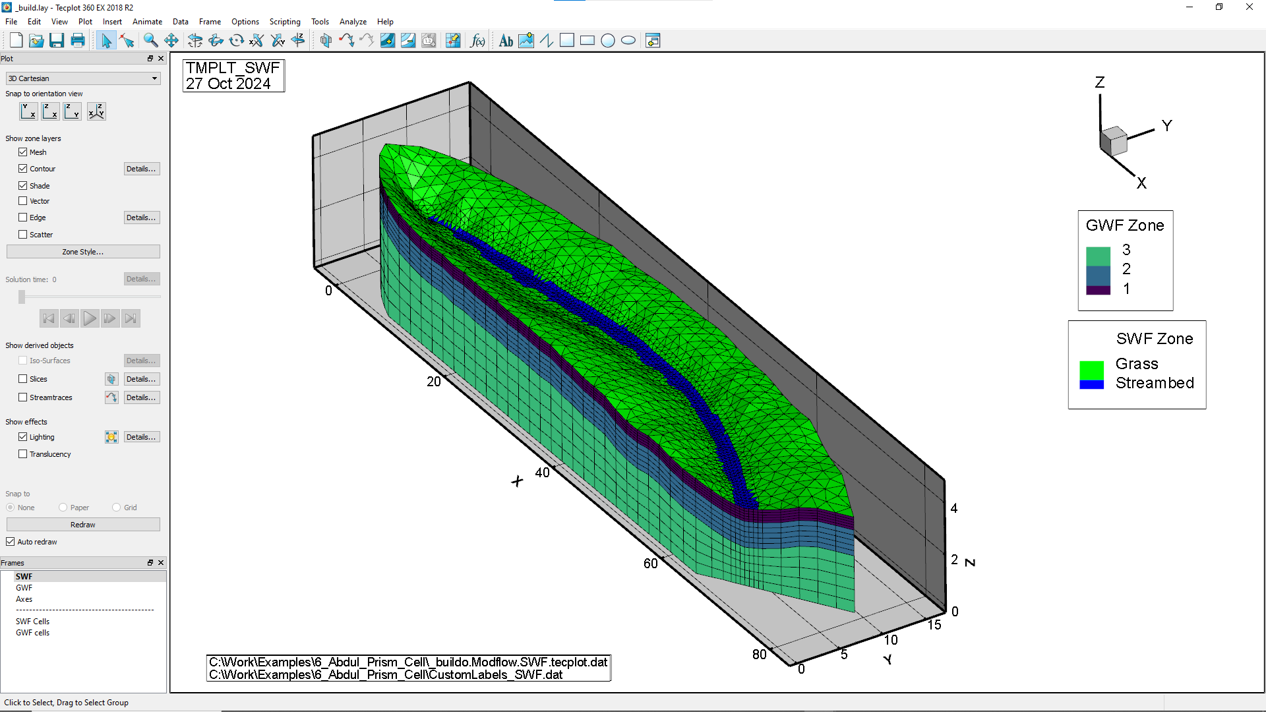 _build.lay - Tecplot 360 EX 2018 R2
File Edit View Plot Insert Animate Data Frame Options Scripting Tools Analyze Help
Plot
3D Cartesian
Snap to orientation view
Show zone layers
Mesh
Contour Details...
Shade
Vector
Edge Details...
Scatter
Zone Style...
Solution time: 0 Details...
Show derived objects
Iso-Surfaces Details...
Slices Details...
Streamtraces Details...
Show effects
Lighting Details...
Translucency
Snap to
None Paper Grid
Redraw
Auto redraw
Frames
SWF
GWF
Axes
SWF Cells
GWF cells
Click to Select, Drag to Select Group
TMPLT_SWF
27 Oct 2024
Z
Y
X
GWF Zone
3
2
1
SWF Zone
Grass
Streambed
0
20
40
X
60
80
0
5
10
15
Y
0
2
4
Z
C:\Work\Examples\6_Abdul_Prism_Cell\_buildo.Modflow.SWF.tecplot.dat
C:\Work\Examples\6_Abdul_Prism_Cell\CustomLabels_SWF.dat